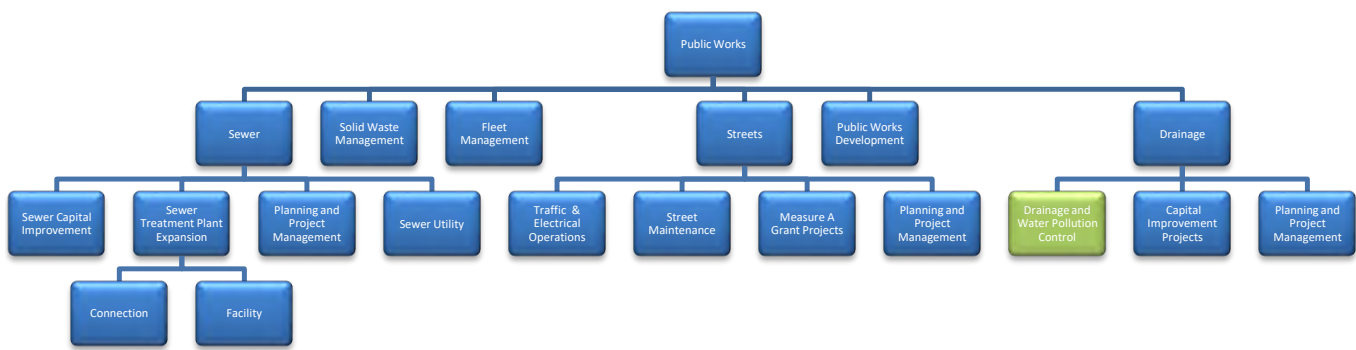 Public Works
Sewer
Solid Waste
Management
Fleet
Management
Streets
Public Works
Development
Drainage
Sewer Capital
Improvement
Sewer
Treatment Plant
Expansion
Planning and
Project
Management
Sewer Utility
Traffic &
Electrical
Operations
Street
Maintenance
Measure A
Grant Projects
Planning and
Project
Management
Drainage and
Water Pollution
Control
Capital
Improvement
Projects
Planning and
Project
Management
Connection
Facility